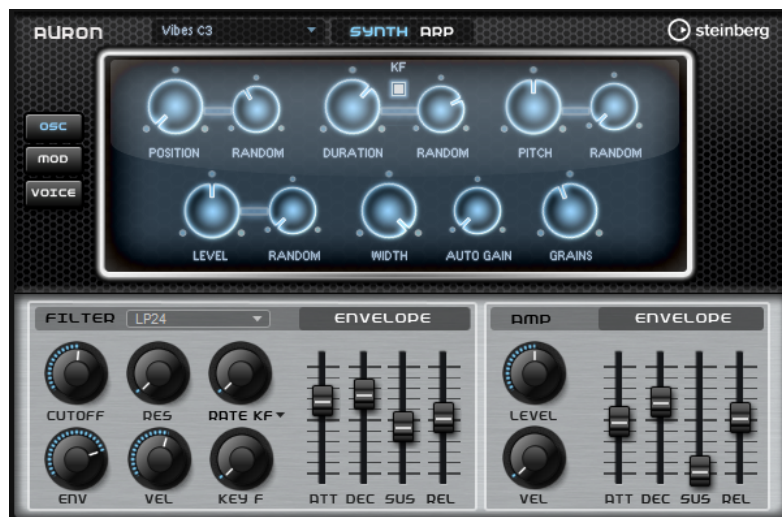 AURON Vibes C3 SYNTH ARP steinberg
KF
OSC
MOD
VOICE
POSITION RANDOM DURATION RANDOM PITCH RANDOM
LEVEL RANDOM WIDTH AUTO GAIN GRAINS
FILTER LP24 ENVELOPE
CUTOFF RES RATE KF
ENV VEL KEY F
ATT DEC SUS REL
AMP ENVELOPE
LEVEL
VEL
ATT DEC SUS REL